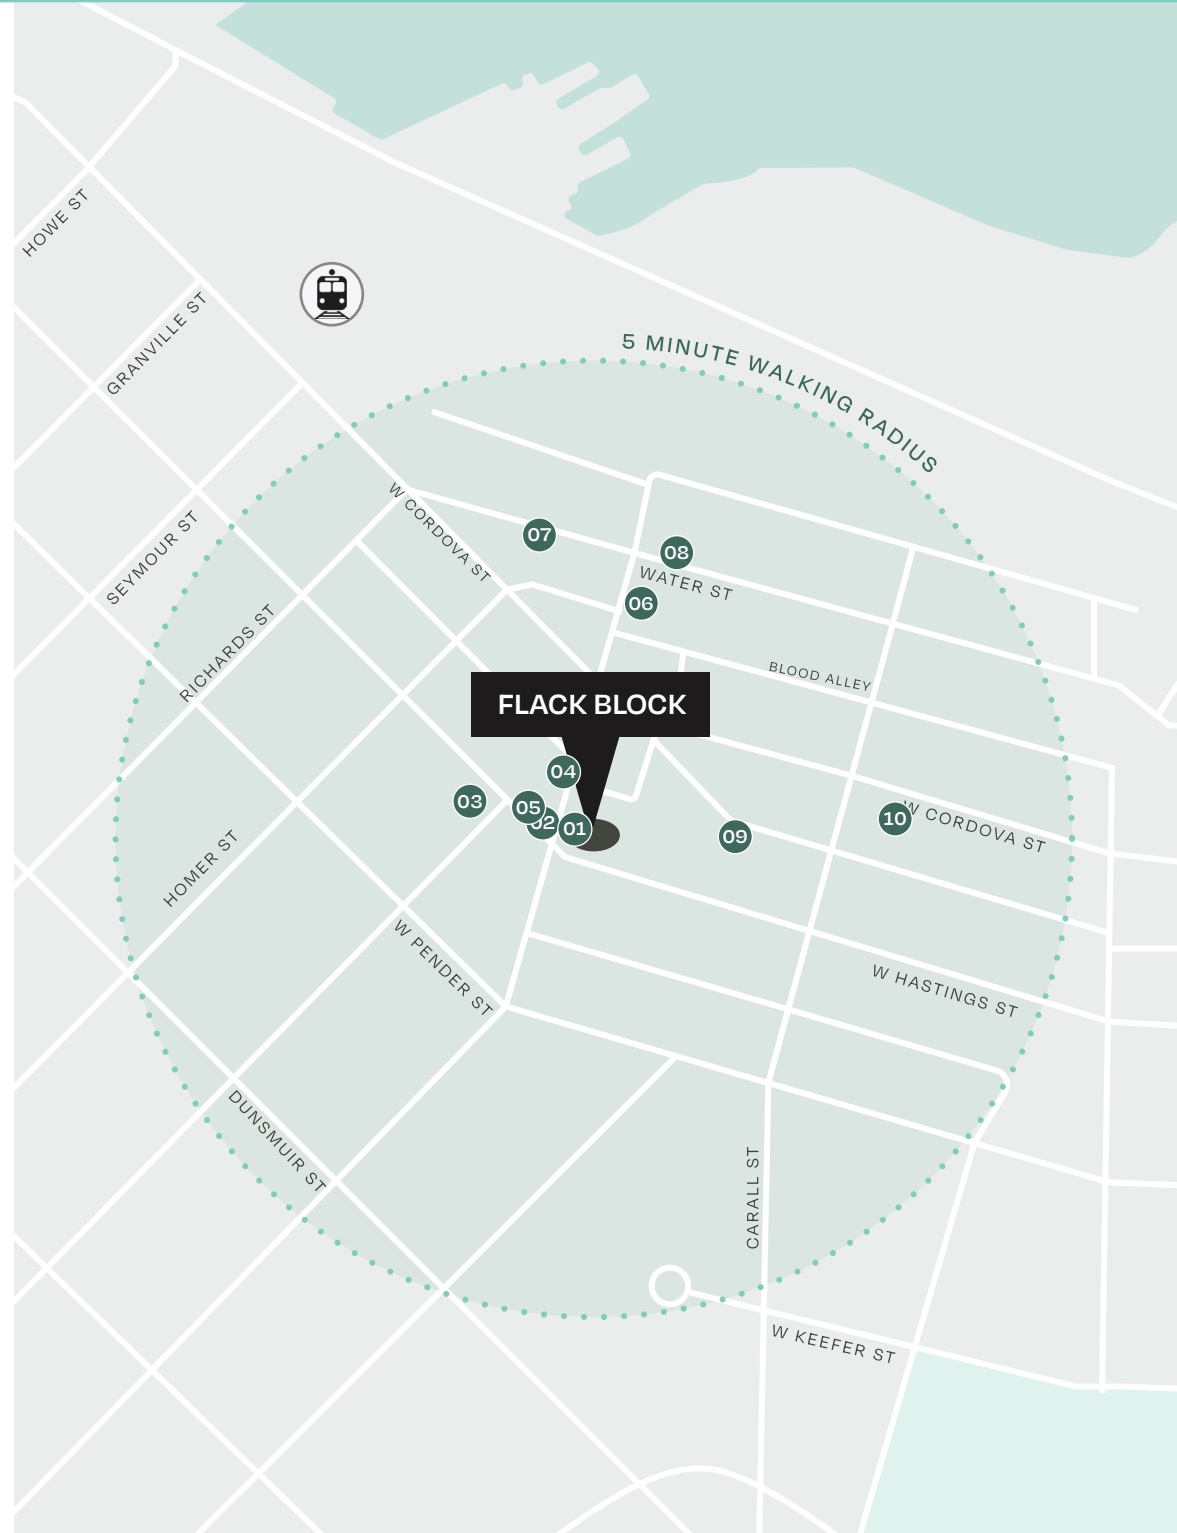 HOWE ST
GRANVILLE ST
5 MINUTE WALKING RADIUS
SEYMOUR ST
W CORDOVA ST
07
08
WATER ST
06
RICHARDS ST
BLOOD ALLEY
FLACK BLOCK
04
03
05
02
01
09
10
W CORDOVA ST
HOMER ST
W PENDER ST
W HASTINGS ST
DUNSMUIR ST
CARALL ST
W KEEFER ST